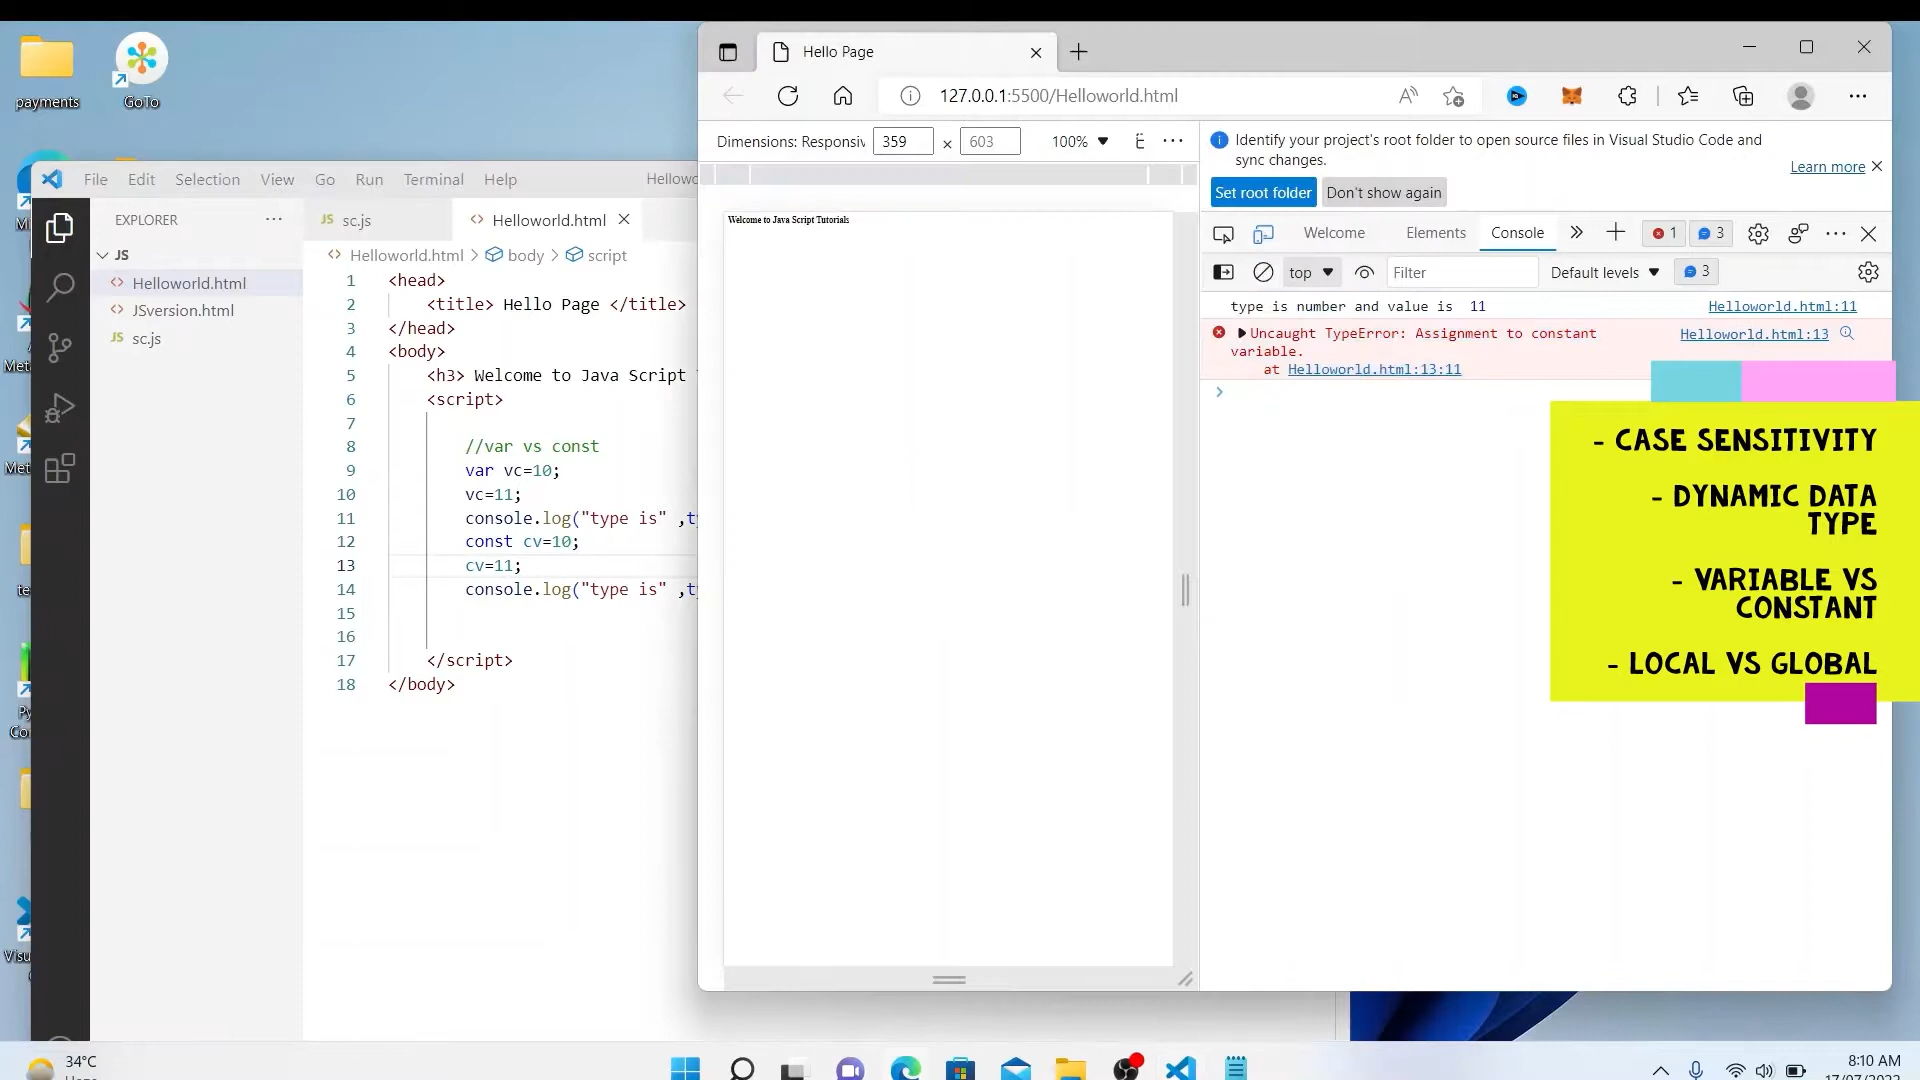 payments
GoTo
File Edit Selection View Go Run Terminal Help
EXPLORER
JS
Helloworld.html
JSversion.html
JS sc.js
JS sc.js
Helloworld.html
Helloworld.html > body > script
1 <head>
2 <title> Hello Page </title>
3 </head>
4 <body>
5 <h3> Welcome to Java Script
6 <script>
7
8 //var vs const
9 var vc=10;
10 vc=11;
11 console.log("type is" ,
12 const cv=10;
13 cv=11;
14 console.log("type is" ,
15
16
17 </script>
18 </body>
Hello Page
127.0.0.1:5500/Helloworld.html
Dimensions: Responsiv 359 × 603 100%
Welcome to Java Script Tutorials
Identify your project's root folder to open source files in Visual Studio Code and
sync changes.
Learn more
Set root folder Don't show again
Welcome Elements Console 1 3
top Filter Default levels 3
type is number and value is 11 Helloworld.html:11
Uncaught TypeError: Assignment to constant Helloworld.html:13
variable.
at Helloworld.html:13:11
- CASE SENSITIVITY
- DYNAMIC DATA
TYPE
- VARIABLE VS
CONSTANT
- LOCAL VS GLOBAL
34°C
8:10 AM